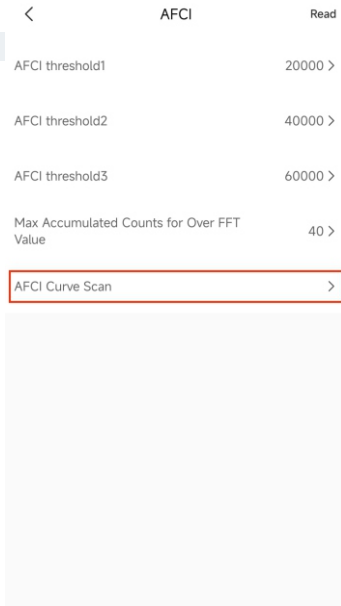 AFCI
Read
AFCI threshold1
20000
AFCI threshold2
40000
AFCI threshold3
60000
Max Accumulated Counts for Over FFT
Value
40
AFCI Curve Scan